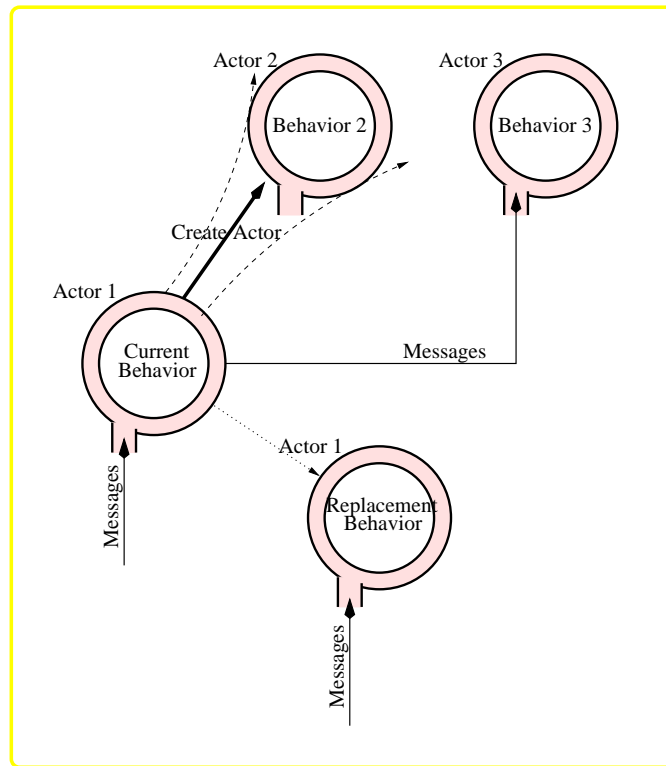 Actor 2
Actor 3
Behavior 2
Behavior 3
Create Actor
Actor 1
Current
Behavior
Messages
Actor 1
Messages
Replacement
Behavior
Messages